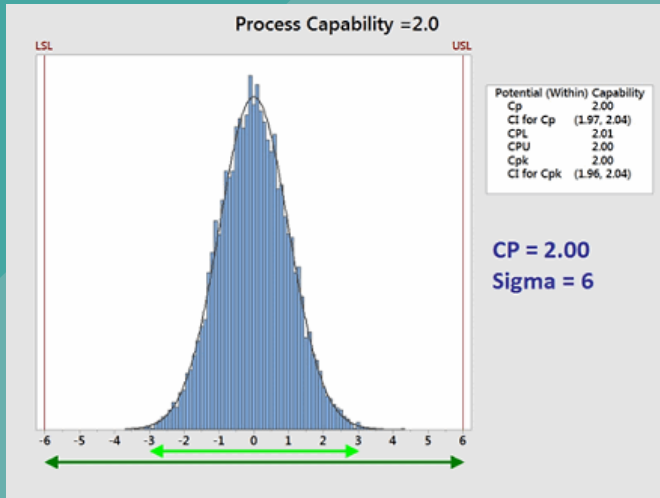 Process Capability =2.0
LSL USL
Potential (Within) Capability
Cp 2.00
CI for Cp (1.97, 2.04)
CPL 2.01
CPU 2.00
Cpk 2.00
CI for Cpk (1.96, 2.04)
CP = 2.00
Sigma = 6
-6 -5 -4 -3 -2 -1 0 1 2 3 4 5 6